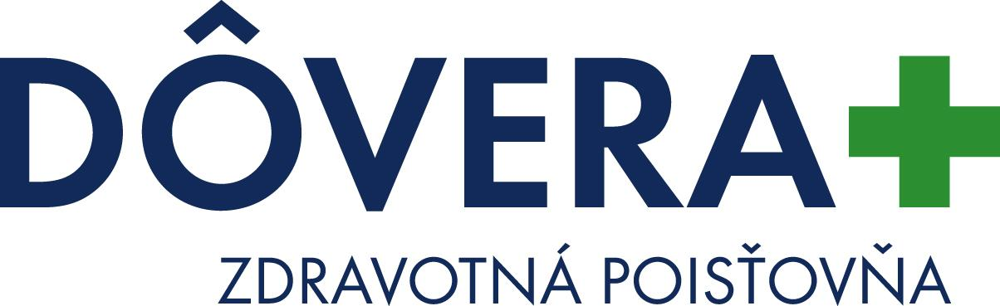 DÔVERA+
ZDRAVOTNÁ POISŤOVŇA